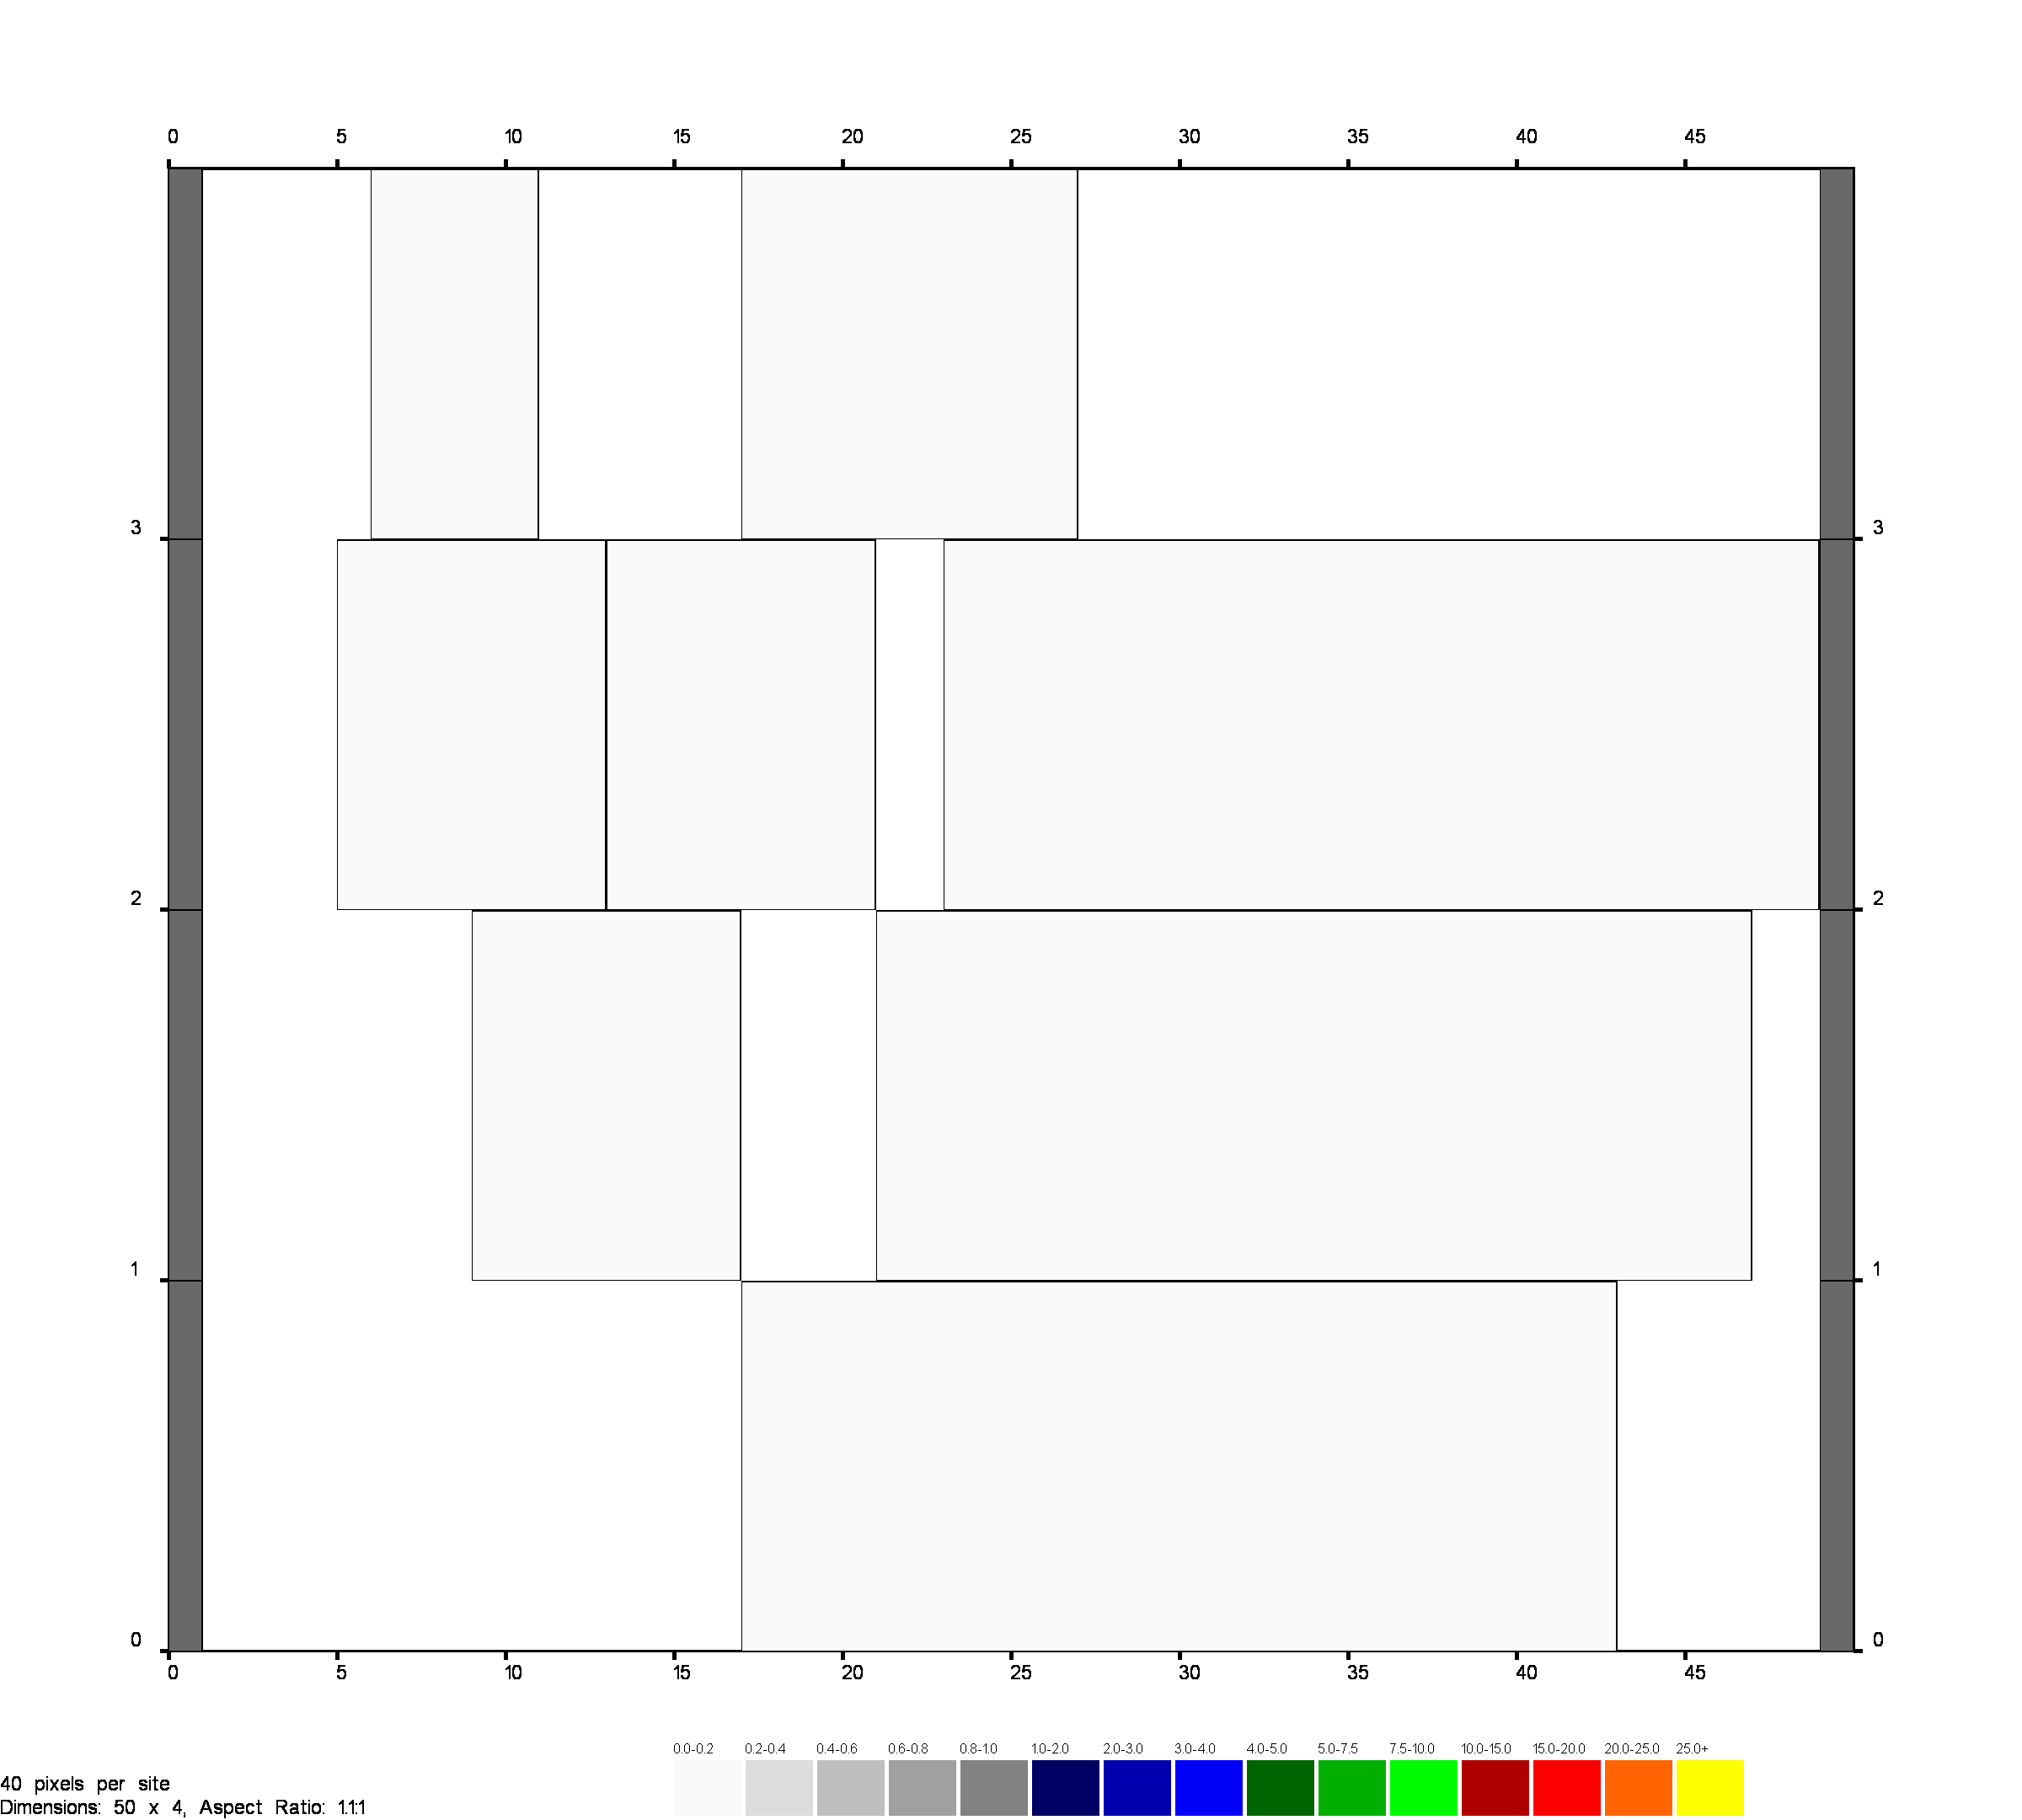 0 5 10 15 20 25 30 35 40 45
3 3
2 2
1 1
0 0
0 5 10 15 20 25 30 35 40 45
0.0-0.2 0.2-0.4 0.4-0.6 0.6-0.8 0.8-1.0 1.0-2.0 2.0-3.0 3.0-4.0 4.0-5.0 5.0-7.5 7.5-10.0 10.0-15.0 15.0-20.0 20.0-25.0 25.0+
40 pixels per site
Dimensions: 50 x 4, Aspect Ratio: 1.1:1